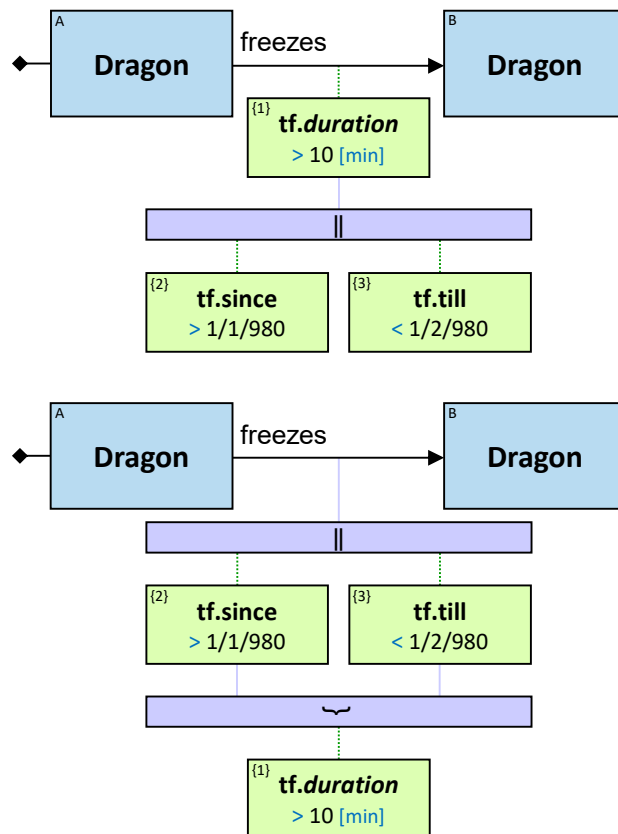 A
Dragon
freezes
B
Dragon
{1}
tf.duration
> 10 [min]
||
{2}
tf.since
> 1/1/980
{3}
tf.till
< 1/2/980
A
Dragon
freezes
B
Dragon
||
{2}
tf.since
> 1/1/980
{3}
tf.till
< 1/2/980
}
{1}
tf.duration
> 10 [min]